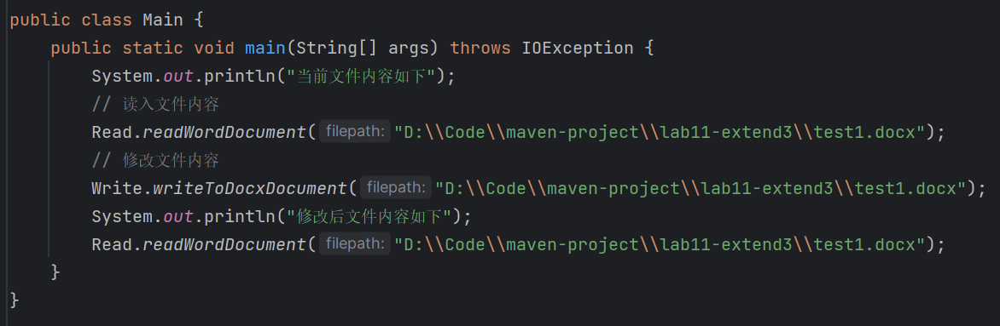 public class Main {
public static void main(String[] args) throws IOException {
System.out.println("当前文件内容如下");
// 读入文件内容
Read.readWordDocument( filepath: "D:\\Code\\maven-project\\lab11-extend3\\test1.docx");
// 修改文件内容
Write.writeToDocxDocument( filepath: "D:\\Code\\maven-project\\lab11-extend3\\test1.docx");
System.out.println("修改后文件内容如下");
Read.readWordDocument( filepath: "D:\\Code\\maven-project\\lab11-extend3\\test1.docx");
}
}